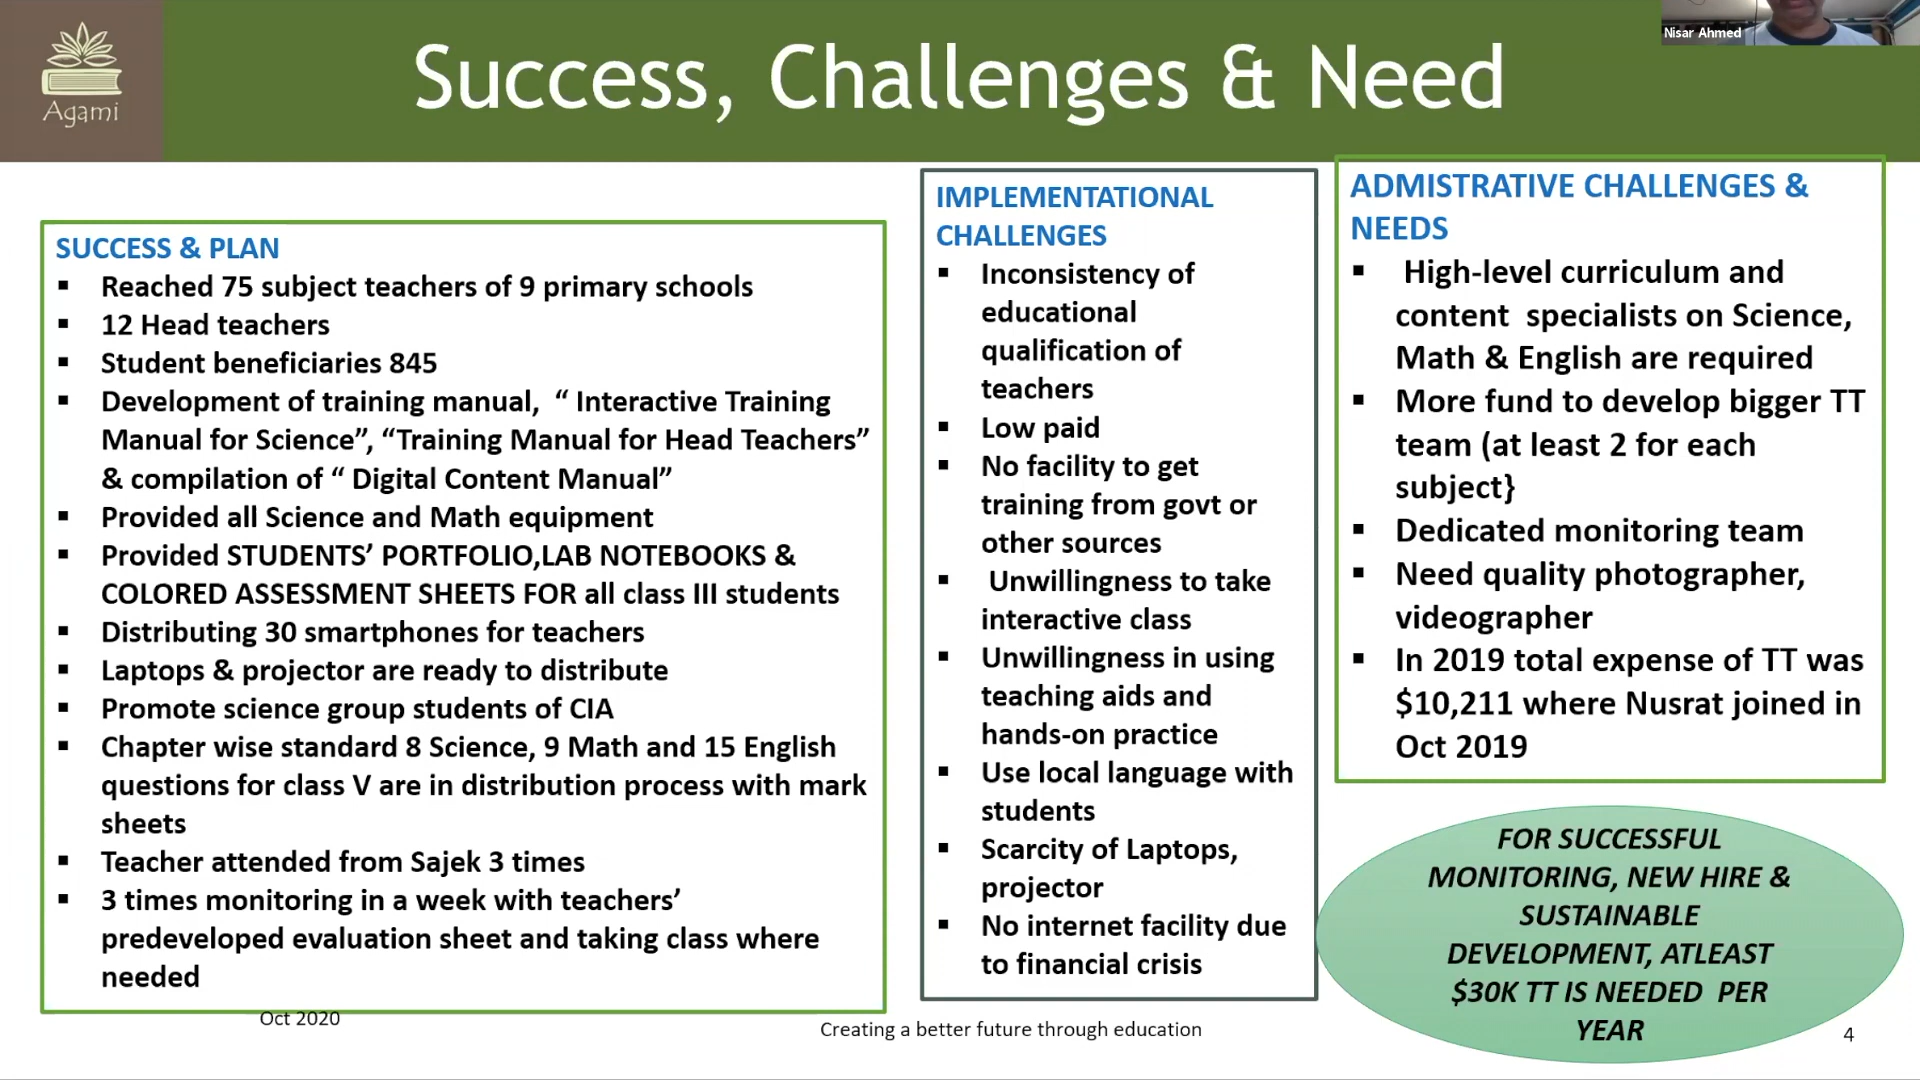 Agami
Success, Challenges & Need
Nisar Ahmed
SUCCESS & PLAN
▪ Reached 75 subject teachers of 9 primary schools
▪ 12 Head teachers
▪ Student beneficiaries 845
▪ Development of training manual, “ Interactive Training
Manual for Science”, “Training Manual for Head Teachers”
& compilation of “ Digital Content Manual”
▪ Provided all Science and Math equipment
▪ Provided STUDENTS’ PORTFOLIO,LAB NOTEBOOKS &
COLORED ASSESSMENT SHEETS FOR all class III students
▪ Distributing 30 smartphones for teachers
▪ Laptops & projector are ready to distribute
▪ Promote science group students of CIA
▪ Chapter wise standard 8 Science, 9 Math and 15 English
questions for class V are in distribution process with mark
sheets
▪ Teacher attended from Sajek 3 times
▪ 3 times monitoring in a week with teachers’
predeveloped evaluation sheet and taking class where
needed
IMPLEMENTATIONAL
CHALLENGES
▪ Inconsistency of
educational
qualification of
teachers
▪ Low paid
▪ No facility to get
training from govt or
other sources
▪ Unwillingness to take
interactive class
▪ Unwillingness in using
teaching aids and
hands-on practice
▪ Use local language with
students
▪ Scarcity of Laptops,
projector
▪ No internet facility due
to financial crisis
ADMISTRATIVE CHALLENGES &
NEEDS
▪ High-level curriculum and
content specialists on Science,
Math & English are required
▪ More fund to develop bigger TT
team (at least 2 for each
subject}
▪ Dedicated monitoring team
▪ Need quality photographer,
videographer
▪ In 2019 total expense of TT was
$10,211 where Nusrat joined in
Oct 2019
FOR SUCCESSFUL
MONITORING, NEW HIRE &
SUSTAINABLE
DEVELOPMENT, ATLEAST
$30K TT IS NEEDED PER
YEAR
Oct 2020
Creating a better future through education
4